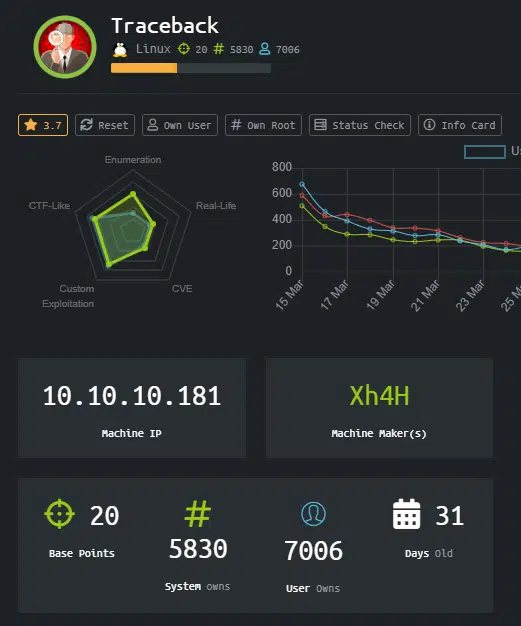 Traceback
Linux 20 5830 7006
3.7 Reset Own User Own Root Status Check Info Card
Enumeration
CTF-Like
Real-Life
Custom
Exploitation
CVE
800
600
400
200
0
15 Mar
17 Mar
19 Mar
21 Mar
23 Mar
10.10.10.181
Machine IP
Xh4H
Machine Maker(s)
20
Base Points
5830
System owns
7006
User Owns
31
Days Old